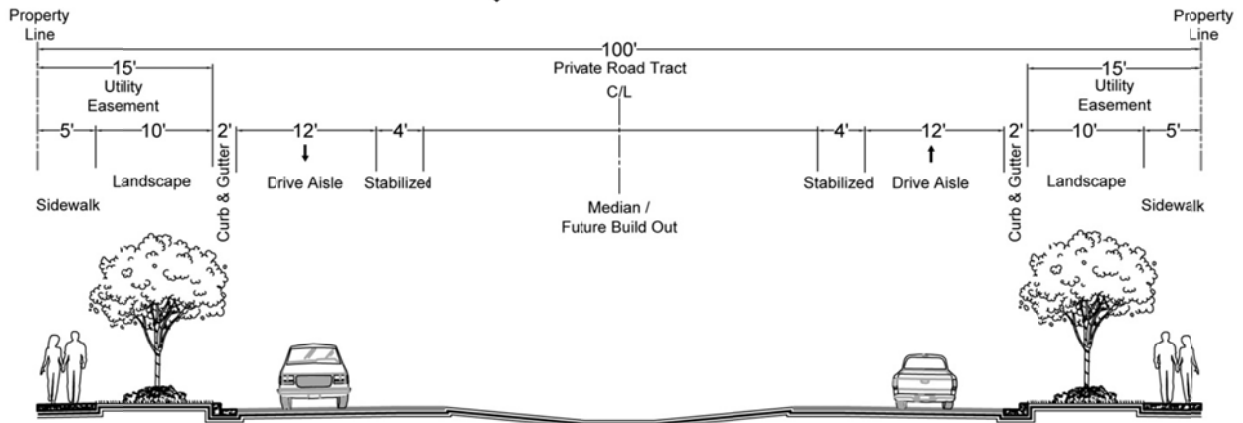 Property
Line
Property
Line
100'
Private Road Tract
C/L
15'
Utility
Easement
15'
Utility
Easement
5'
10'
2'
12'
4'
4'
12'
2'
10'
5'
Sidewalk
Landscape
Curb & Gutter
Drive Aisle
Stabilized
Median /
Future Build Out
Stabilized
Drive Aisle
Curb & Gutter
Landscape
Sidewalk